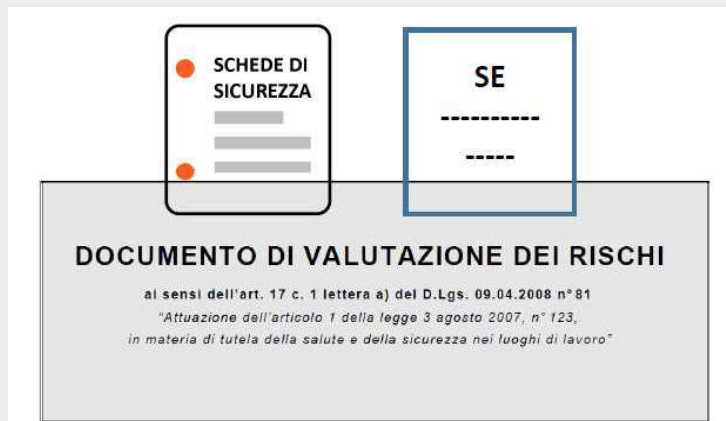 SCHEDE DI
SICUREZZA
SE
----------
-----
DOCUMENTO DI VALUTAZIONE DEI RISCHI
ai sensi dell'art. 17 c. 1 lettera a) del D.Lgs. 09.04.2008 n°81
"Attuazione dell'articolo 1 della legge 3 agosto 2007, n° 123,
in materia di tutela della salute e della sicurezza nei luoghi di lavoro"